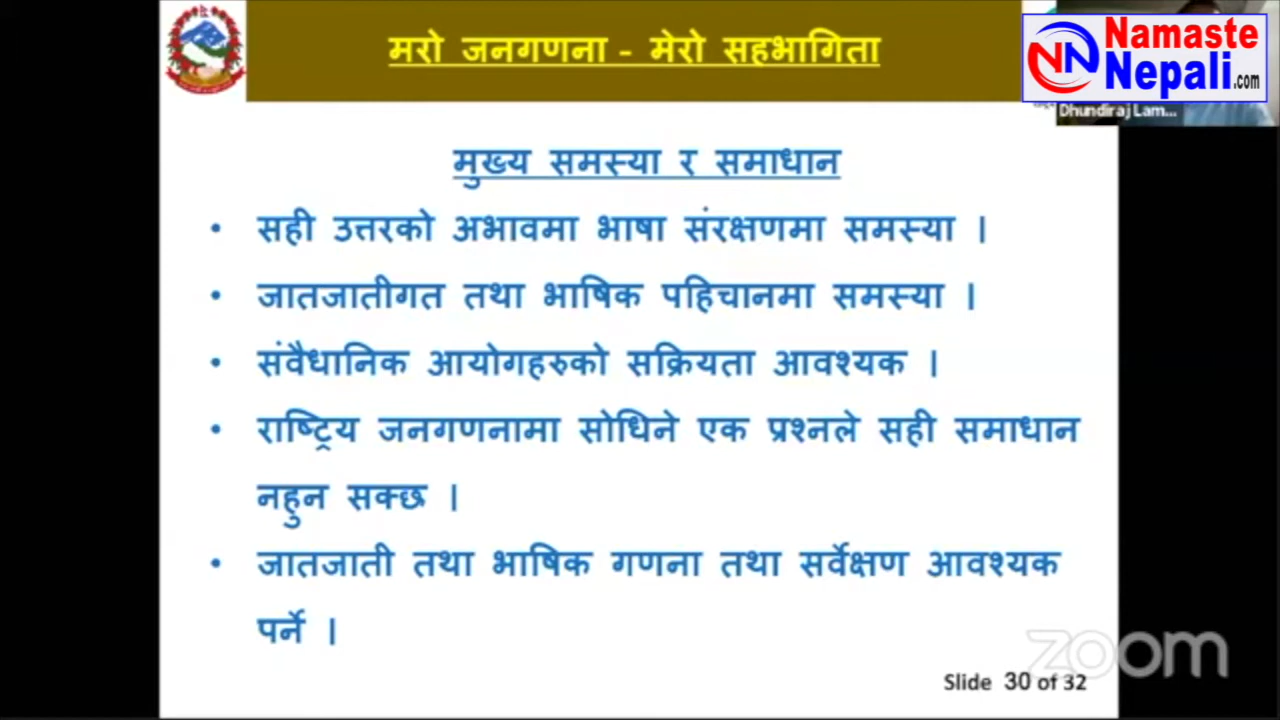 मरो जनगणना - मेरो सहभागिता
Namaste
Nepali.com
Dhundiraj Lam...
मुख्य समस्या र समाधान
• सही उत्तरको अभावमा भाषा संरक्षणमा समस्या ।
• जातजातीगत तथा भाषिक पहिचानमा समस्या ।
• संवैधानिक आयोगहरुको सक्रियता आवश्यक ।
• राष्ट्रिय जनगणनामा सोधिने एक प्रश्नले सही समाधान
नहुन सक्छ ।
• जातजाती तथा भाषिक गणना तथा सर्वेक्षण आवश्यक
पर्ने ।
zoom
Slide 30 of 32